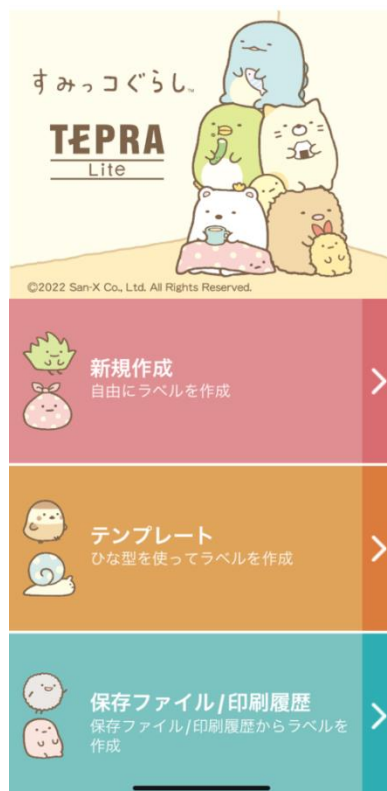 すみっコぐらし™
TEPRA
Lite
©2022 San-X Co., Ltd. All Rights Reserved.
新規作成
自由にラベルを作成
テンプレート
ひな型を使ってラベルを作成
保存ファイル/印刷履歴
保存ファイル/印刷履歴からラベルを
作成